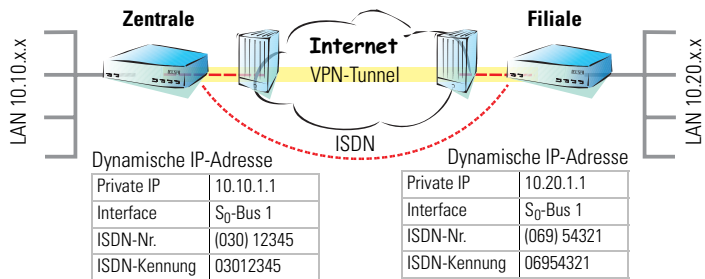 Zentrale
Filiale
Internet
VPN-Tunnel
ISDN
LAN 10.10.x.x
LAN 10.20.x.x
Dynamische IP-Adresse
Private IP 10.10.1.1
Interface S0-Bus 1
ISDN-Nr. (030) 12345
ISDN-Kennung 03012345
Dynamische IP-Adresse
Private IP 10.20.1.1
Interface S0-Bus 1
ISDN-Nr. (069) 54321
ISDN-Kennung 06954321